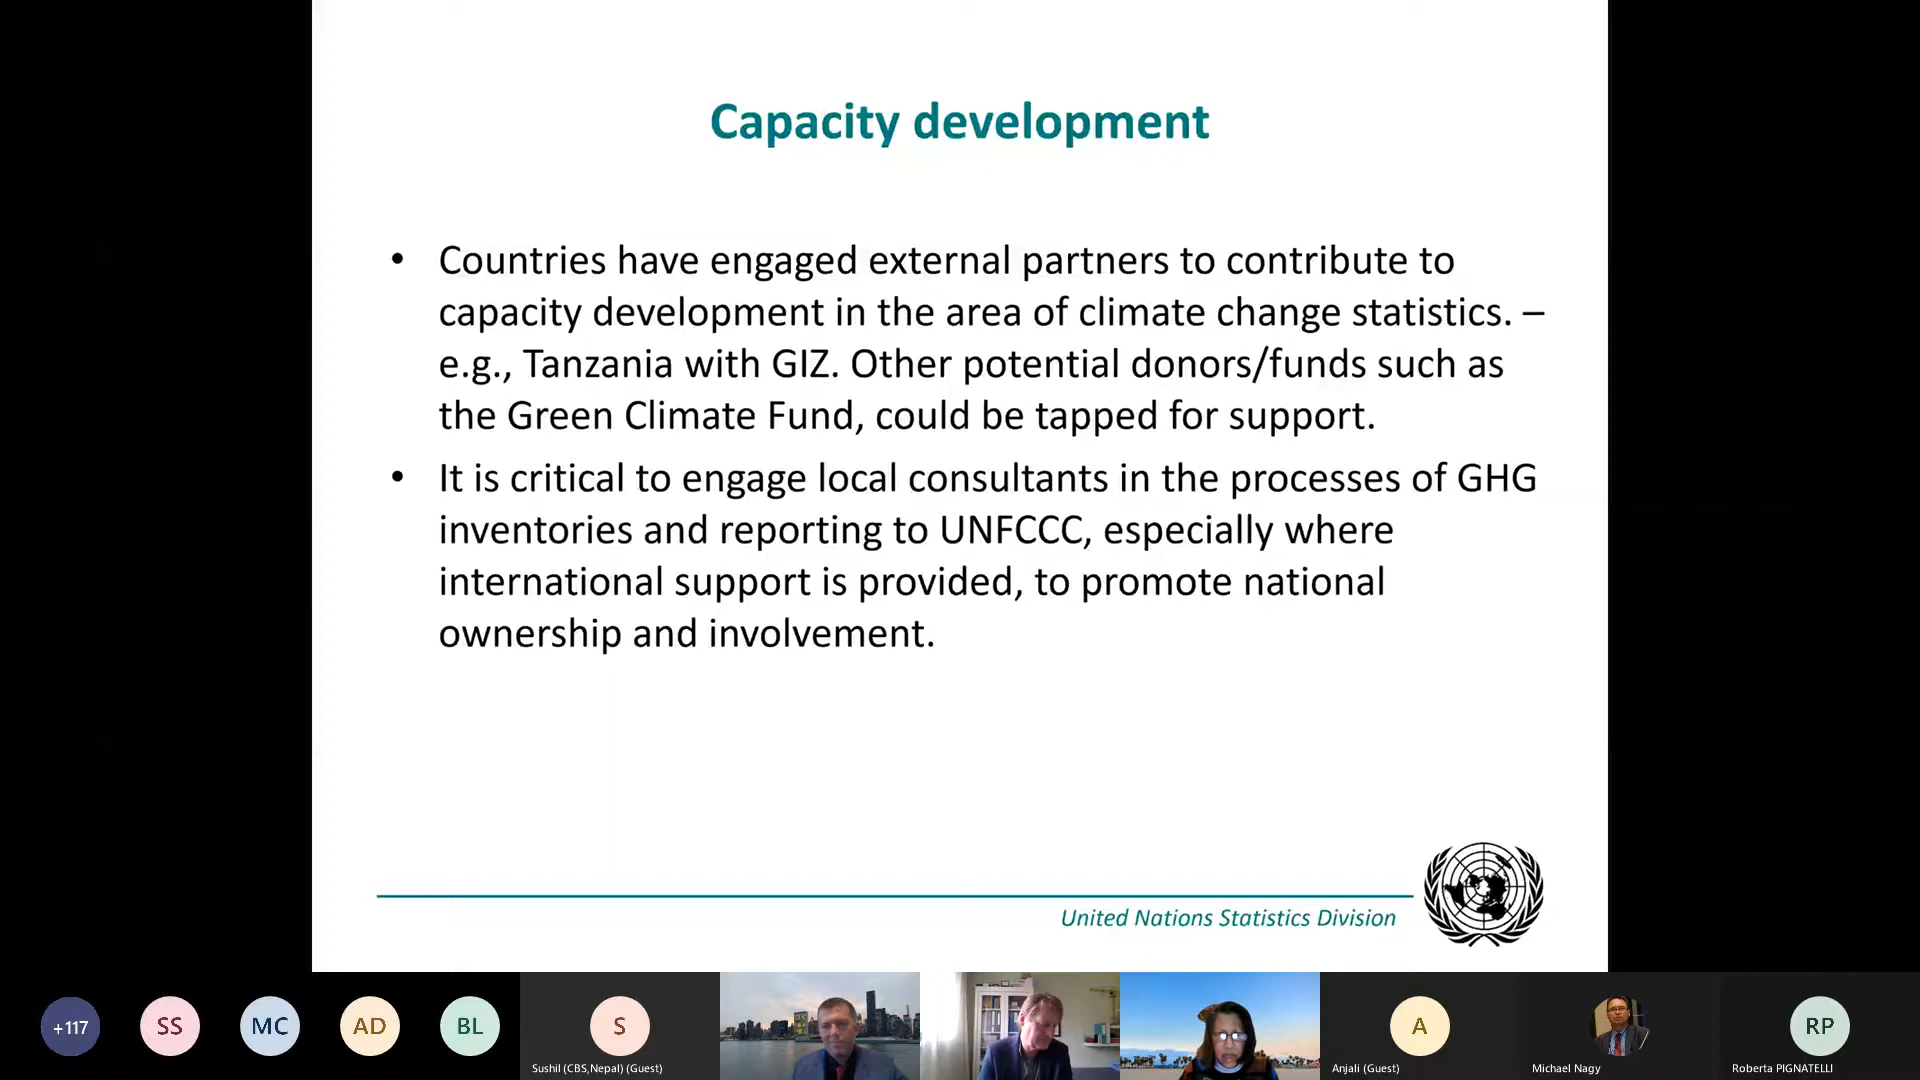 Capacity development
• Countries have engaged external partners to contribute to
capacity development in the area of climate change statistics. –
e.g., Tanzania with GIZ. Other potential donors/funds such as
the Green Climate Fund, could be tapped for support.
• It is critical to engage local consultants in the processes of GHG
inventories and reporting to UNFCCC, especially where
international support is provided, to promote national
ownership and involvement.
United Nations Statistics Division
+117
SS
MC
AD
BL
S
Sushil (CBS,Nepal) (Guest)
A
Anjali (Guest)
Michael Nagy
RP
Roberta PIGNATELLI